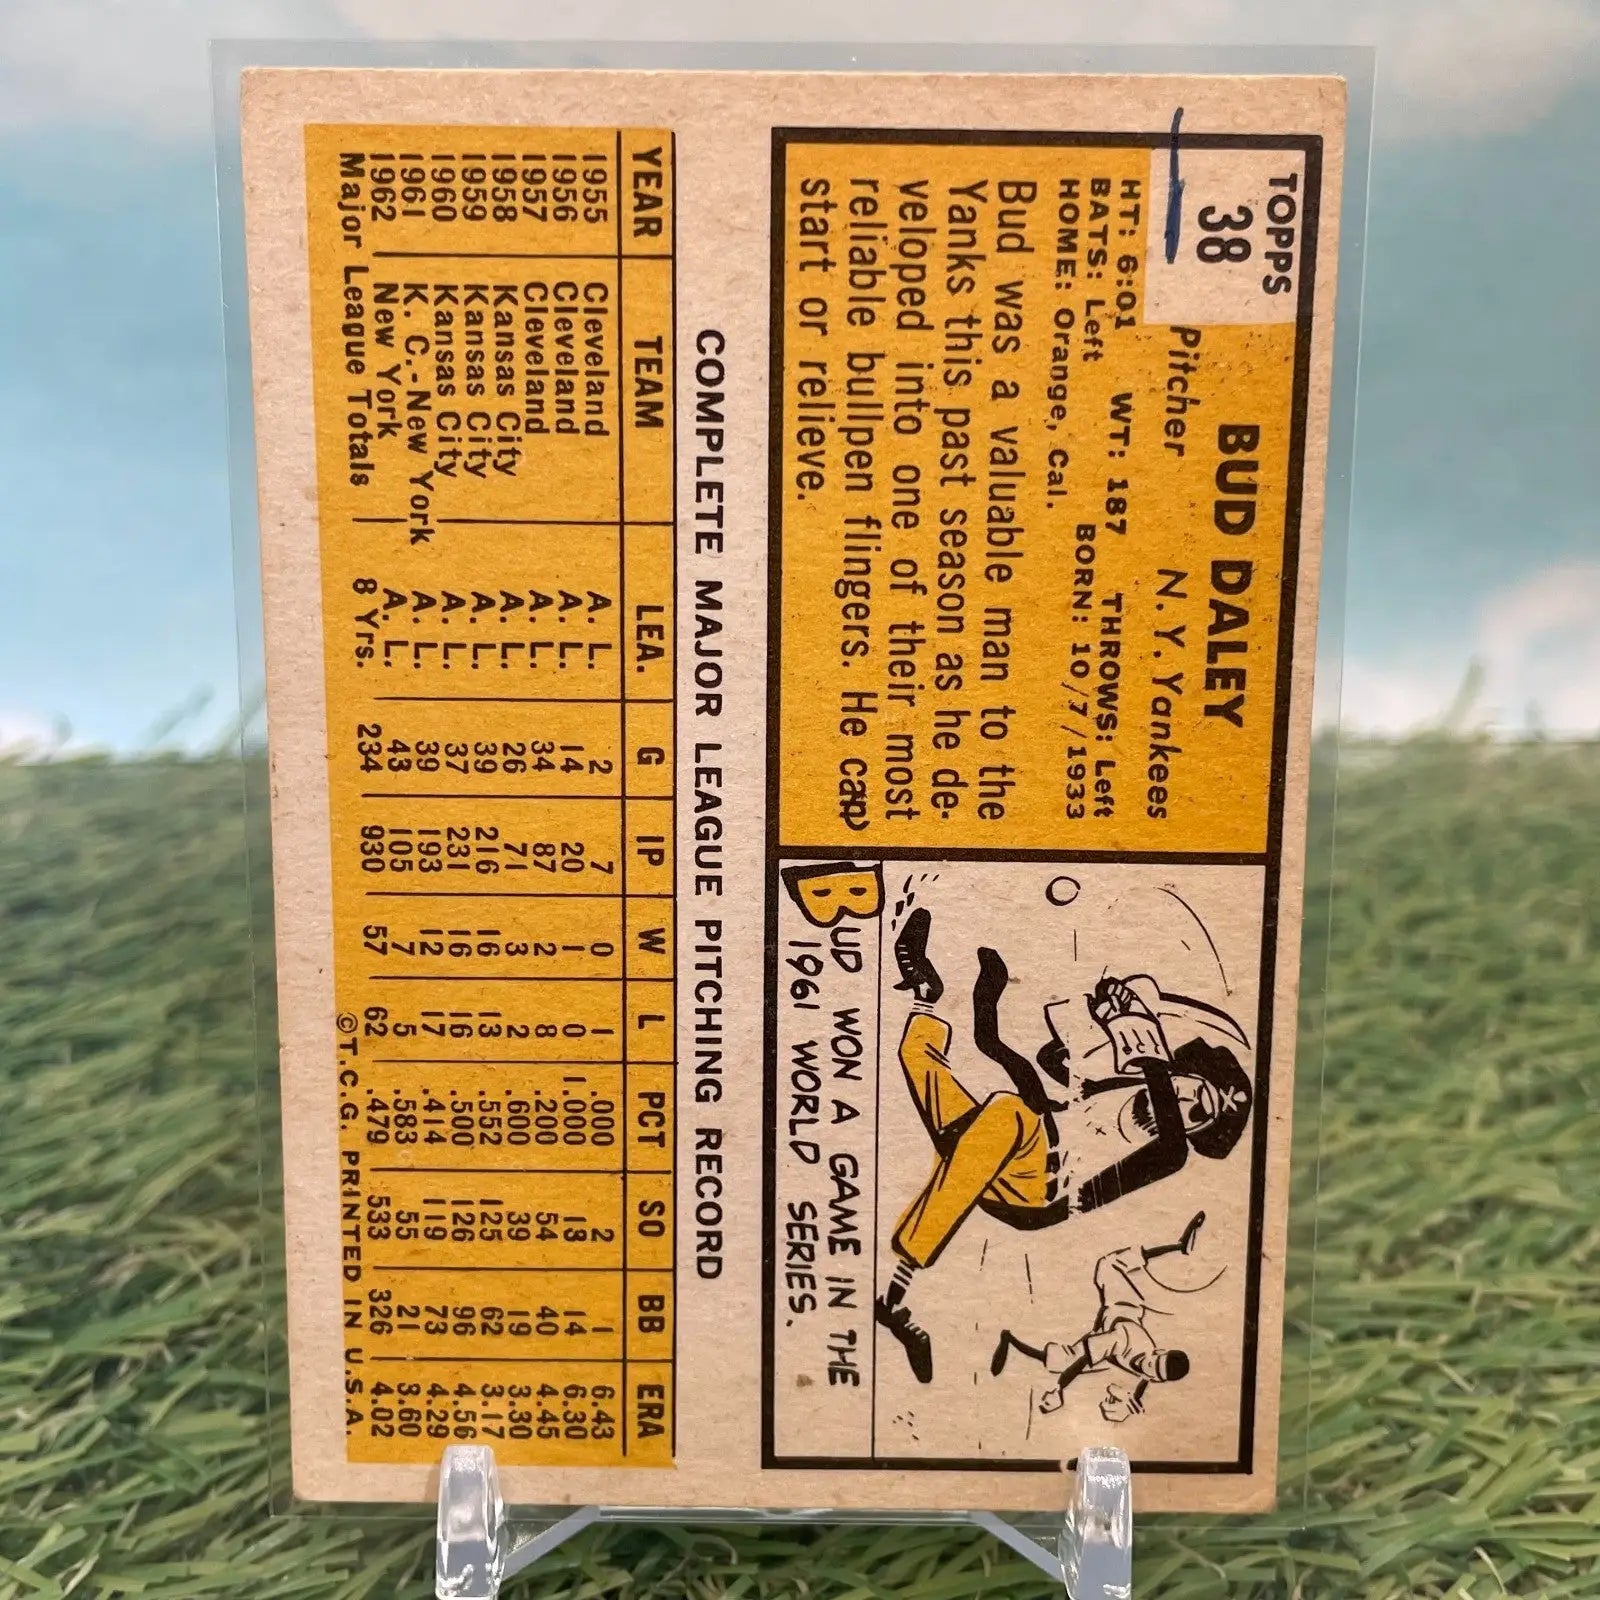 TOPPS
38
BUD DALEY
Pitcher N. Y. Yankees
HT: 6:01 WT: 187 THROWS: Left
BATS: Left BORN: 10/7/1933
HOME: Orange, Cal.
Bud was a valuable man to the
Yanks this past season as he de-
veloped into one of their most
reliable bullpen flingers. He can
start or relieve.
BUD WON A GAME IN THE
1961 WORLD SERIES.
COMPLETE MAJOR LEAGUE PITCHING RECORD
YEAR TEAM LEA. G IP W L PCT SO BB ERA
1955 Cleveland A. L. 2 7 0 1 .000 2 1 6.43
1956 Cleveland A. L. 14 20 1 0 1.000 18 14 6.30
1957 Cleveland A. L. 34 87 2 8 .200 54 40 4.45
1958 Kansas City A. L. 26 71 3 2 .600 39 19 3.30
1959 Kansas City A. L. 39 216 16 13 .552 125 62 3.17
1960 Kansas City A. L. 37 231 16 16 .500 126 96 4.56
1961 K. C.-New York A. L. 39 193 12 17 .414 119 73 4.29
1962 New York A. L. 43 105 7 5 .583 55 21 3.60
Major League Totals 8 Yrs. 234 930 57 62 .479 533 326 4.02
©T.C.G. PRINTED IN U.S.A.